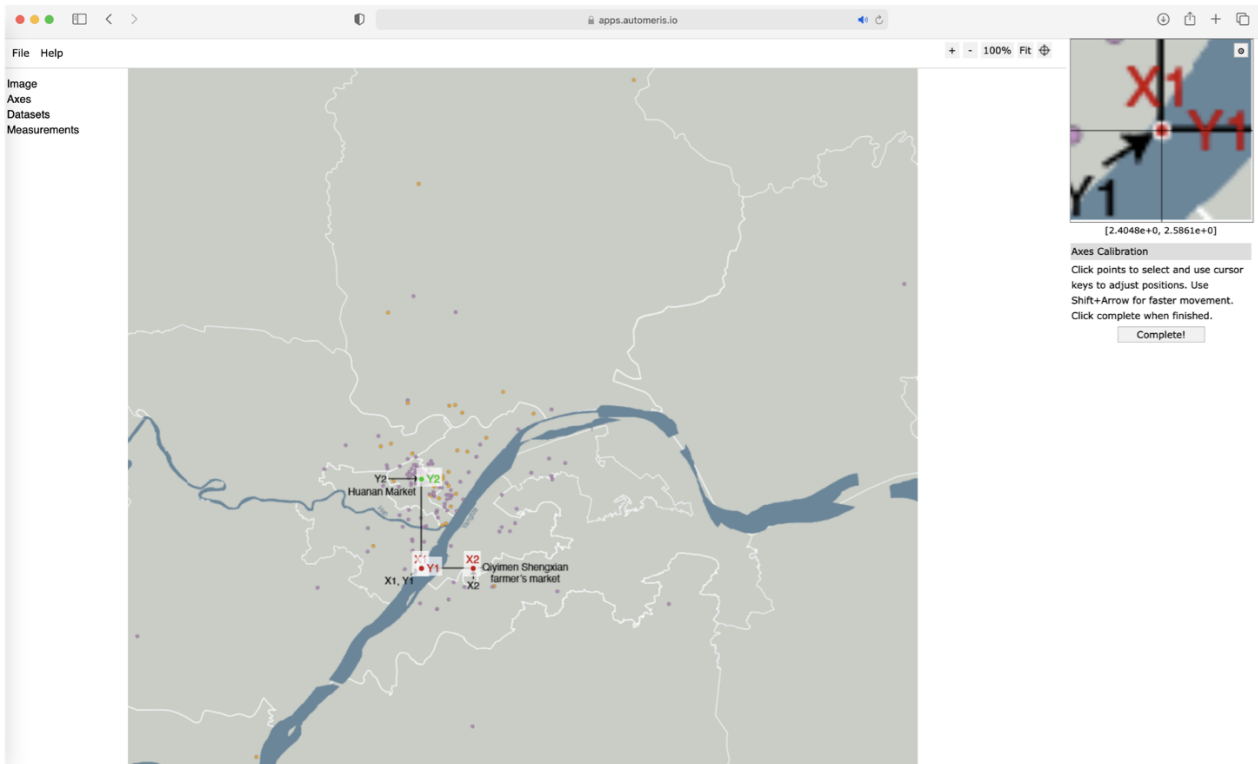 apps.automeris.io
File Help
+ - 100% Fit
Image
Axes
Datasets
Measurements
X1
Y1
Y1
[2.4048e+0, 2.5861e+0]
Axes Calibration
Click points to select and use cursor
keys to adjust positions. Use
Shift+Arrow for faster movement.
Click complete when finished.
Complete!
Y2 Y2
Huanan Market
Han
Yangtze
X1 X2
Y1 Qiyimen Shengxian
farmer's market
X1, Y1 X2